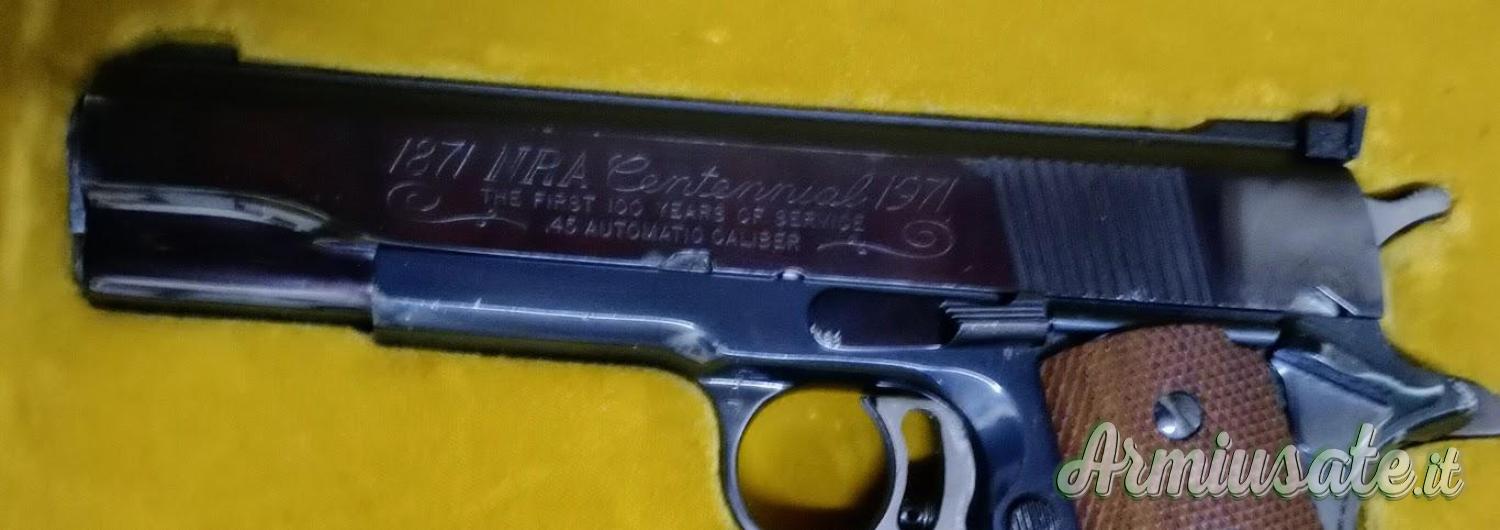 1871 NRA Centennial 1971
THE FIRST 100 YEARS OF SERVICE
.45 AUTOMATIC CALIBER
Armiusate.it